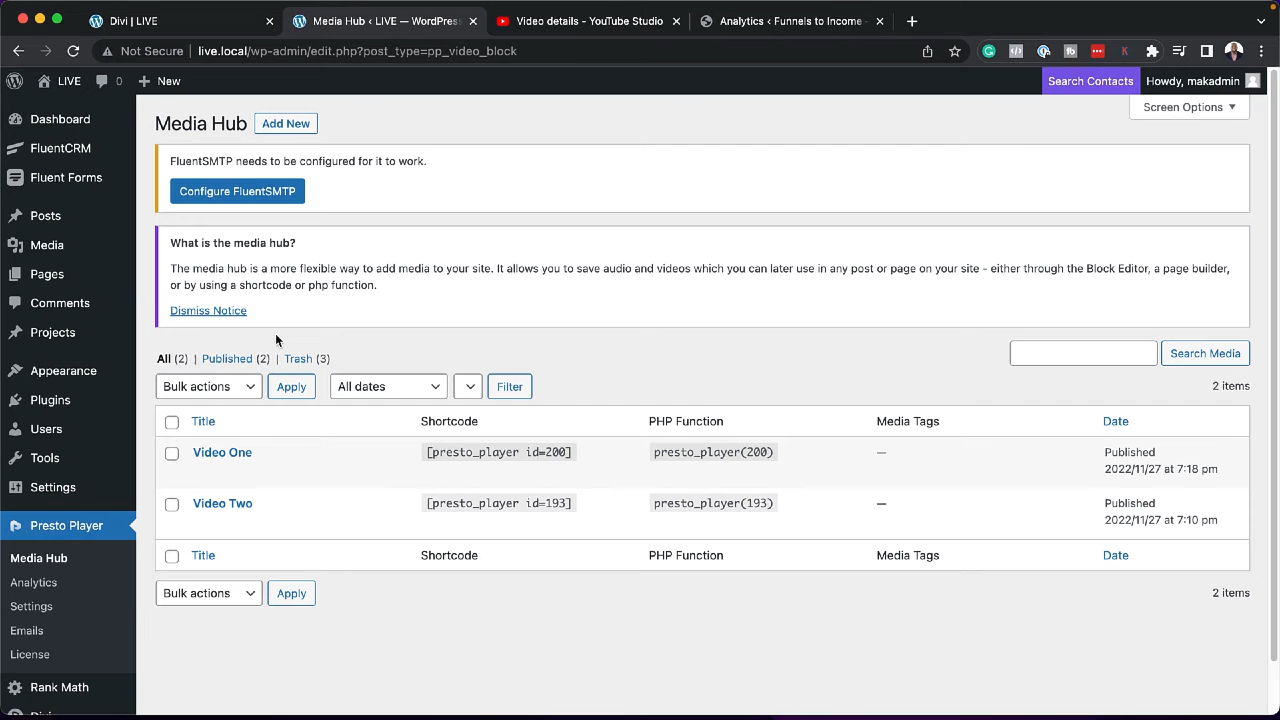 Divi | LIVE
Media Hub ‹ LIVE — WordPress
Video details - YouTube Studio
Analytics ‹ Funnels to Income
Not Secure
live.local/wp-admin/edit.php?post_type=pp_video_block
LIVE
0
New
Search Contacts
Howdy, makadmin
Dashboard
FluentCRM
Fluent Forms
Posts
Media
Pages
Comments
Projects
Appearance
Plugins
Users
Tools
Settings
Presto Player
Media Hub
Analytics
Settings
Emails
License
Rank Math
Divi
Screen Options
Media Hub
Add New
FluentSMTP needs to be configured for it to work.
Configure FluentSMTP
What is the media hub?
The media hub is a more flexible way to add media to your site. It allows you to save audio and videos which you can later use in any post or page on your site - either through the Block Editor, a page builder,
or by using a shortcode or php function.
Dismiss Notice
All (2) | Published (2) | Trash (3)
Search Media
Bulk actions
Apply
All dates
Filter
2 items
Title Shortcode PHP Function Media Tags Date
Video One [presto_player id=200] presto_player(200) — Published
2022/11/27 at 7:18 pm
Video Two [presto_player id=193] presto_player(193) — Published
2022/11/27 at 7:10 pm
Title Shortcode PHP Function Media Tags Date
Bulk actions
Apply
2 items